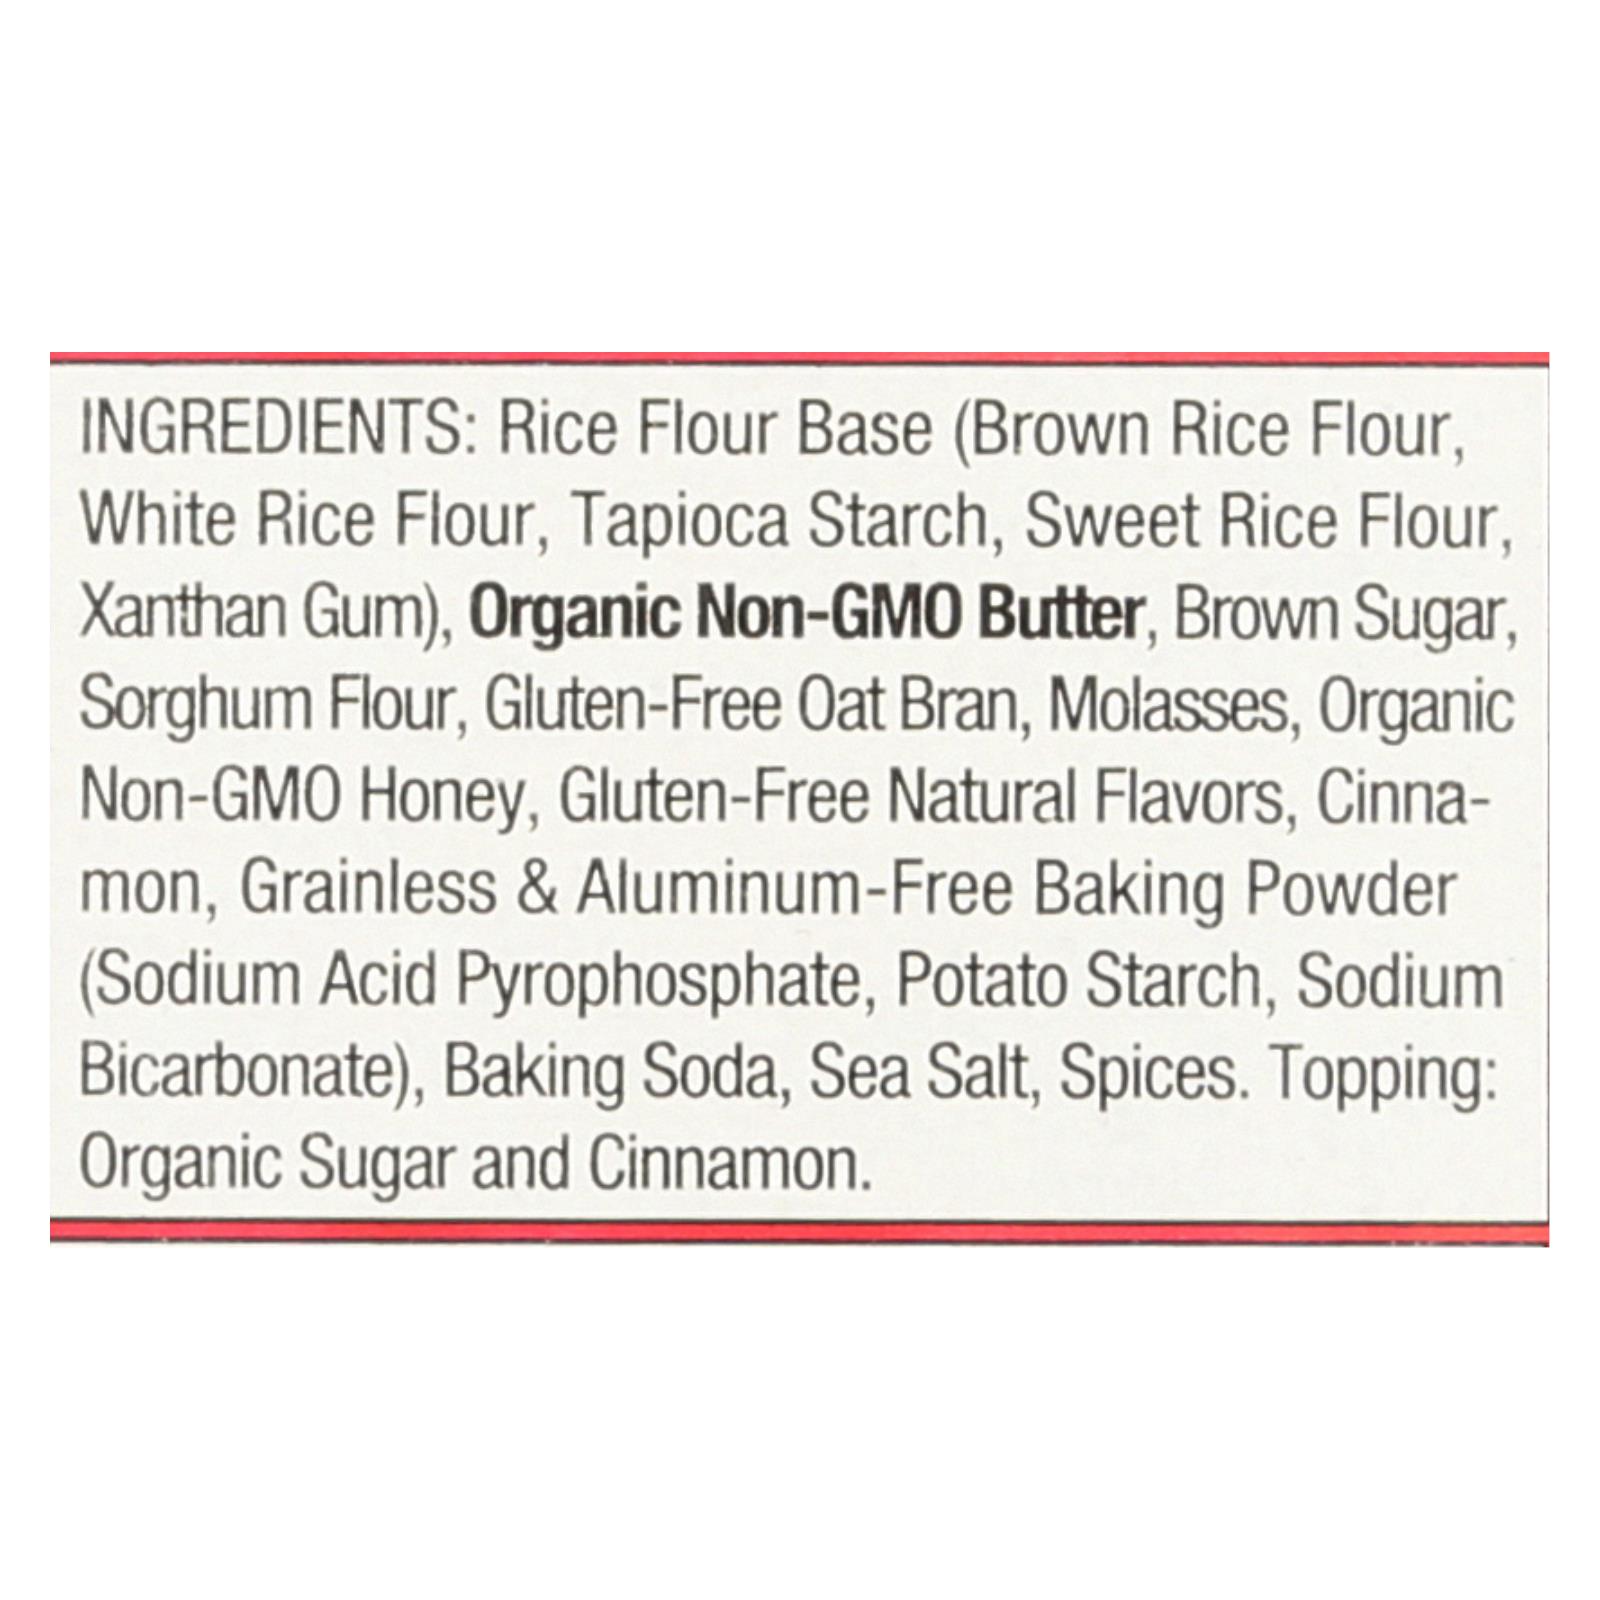 INGREDIENTS: Rice Flour Base (Brown Rice Flour,
White Rice Flour, Tapioca Starch, Sweet Rice Flour,
Xanthan Gum), Organic Non-GMO Butter, Brown Sugar,
Sorghum Flour, Gluten-Free Oat Bran, Molasses, Organic
Non-GMO Honey, Gluten-Free Natural Flavors, Cinna-
mon, Grainless & Aluminum-Free Baking Powder
(Sodium Acid Pyrophosphate, Potato Starch, Sodium
Bicarbonate), Baking Soda, Sea Salt, Spices. Topping:
Organic Sugar and Cinnamon.